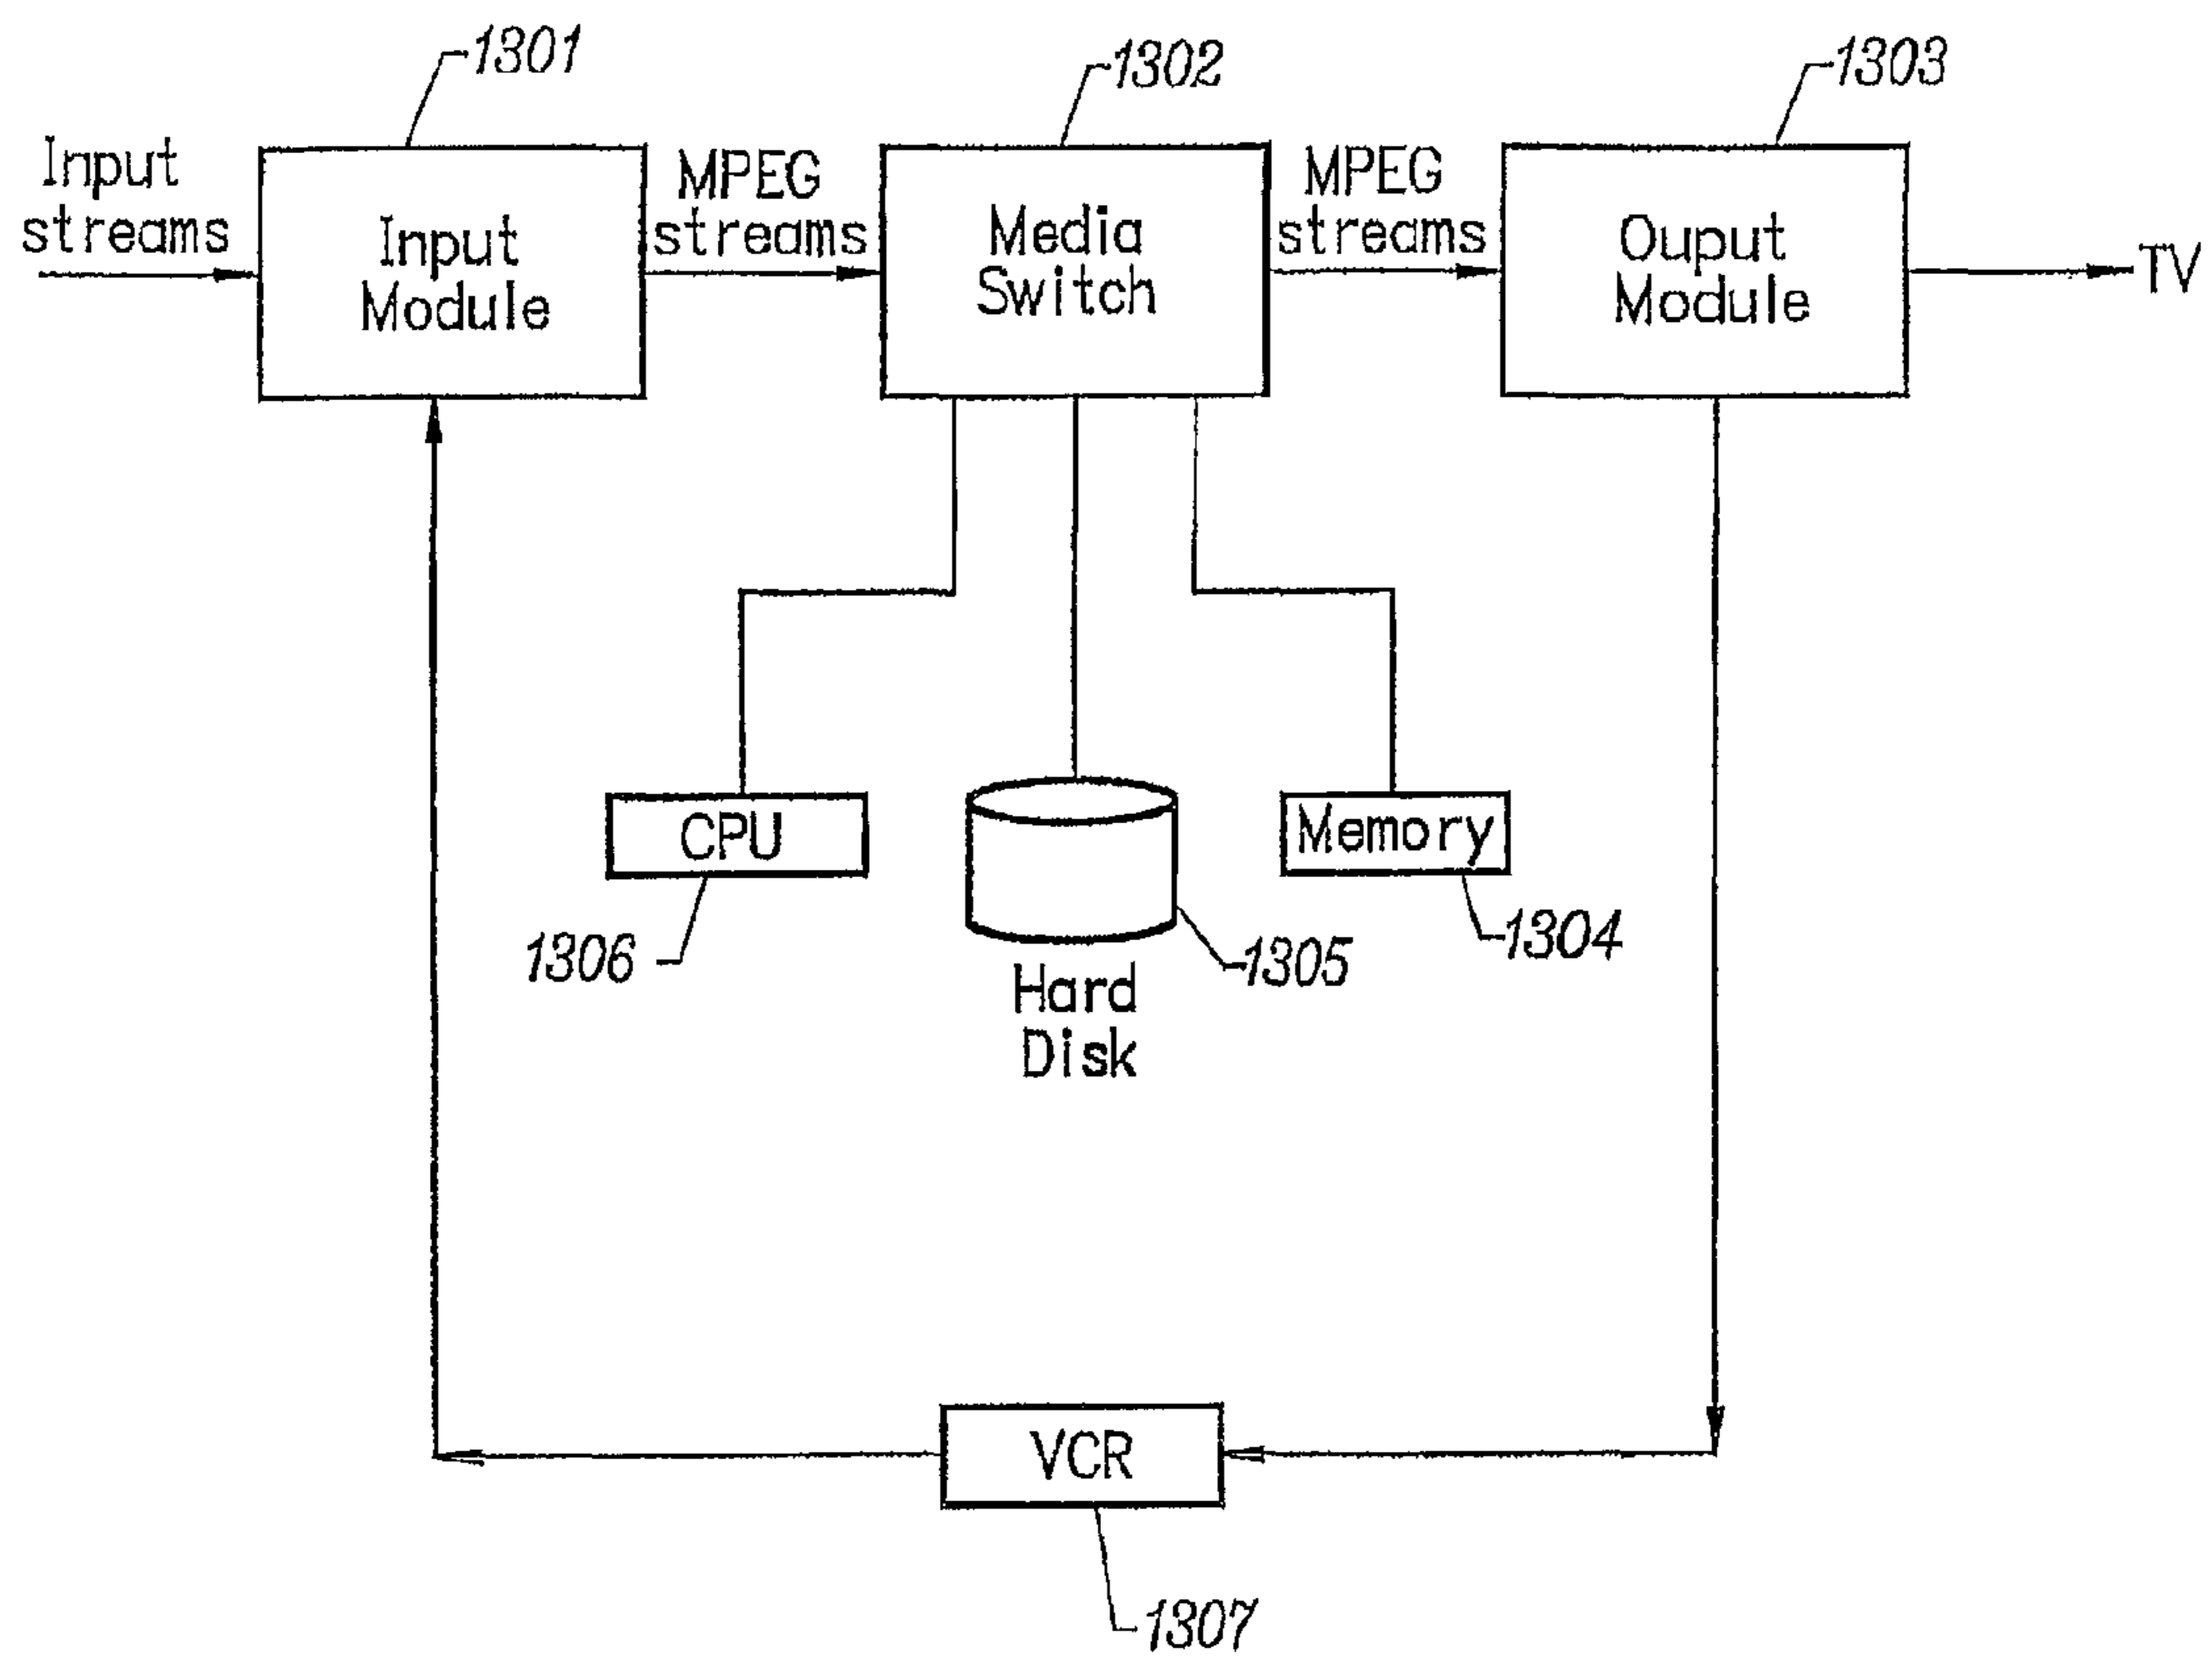 1301
1302
1303
Input
streams
Input
Module
MPEG
streams
Media
Switch
MPEG
streams
Ouput
Module
TV
CPU
1306
Hard
Disk
1305
Memory
1304
VCR
1307